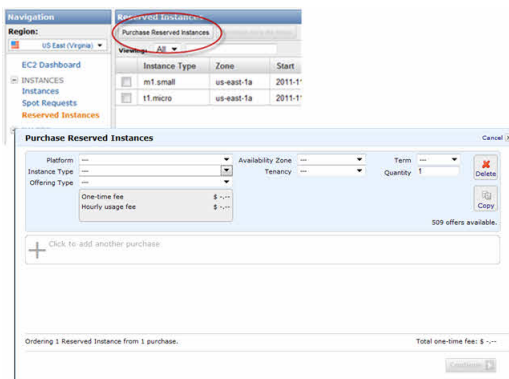 Navigation
Region:
US East (Virginia)
EC2 Dashboard
INSTANCES
Instances
Spot Requests
Reserved Instances
Reserved Instances
Purchase Reserved Instances
Viewing: All
Instance Type Zone Start
m1.small us-east-1a 2011-1
t1.micro us-east-1a 2011-1
Purchase Reserved Instances Cancel
Platform --- Availability Zone --- Term ---
Instance Type --- Tenancy --- Quantity 1
Offering Type ---
Delete
One-time fee $ -.--
Hourly usage fee $ -.--
Copy
509 offers available.
Click to add another purchase
Ordering 1 Reserved Instance from 1 purchase. Total one-time fee: $ -.--
Continue